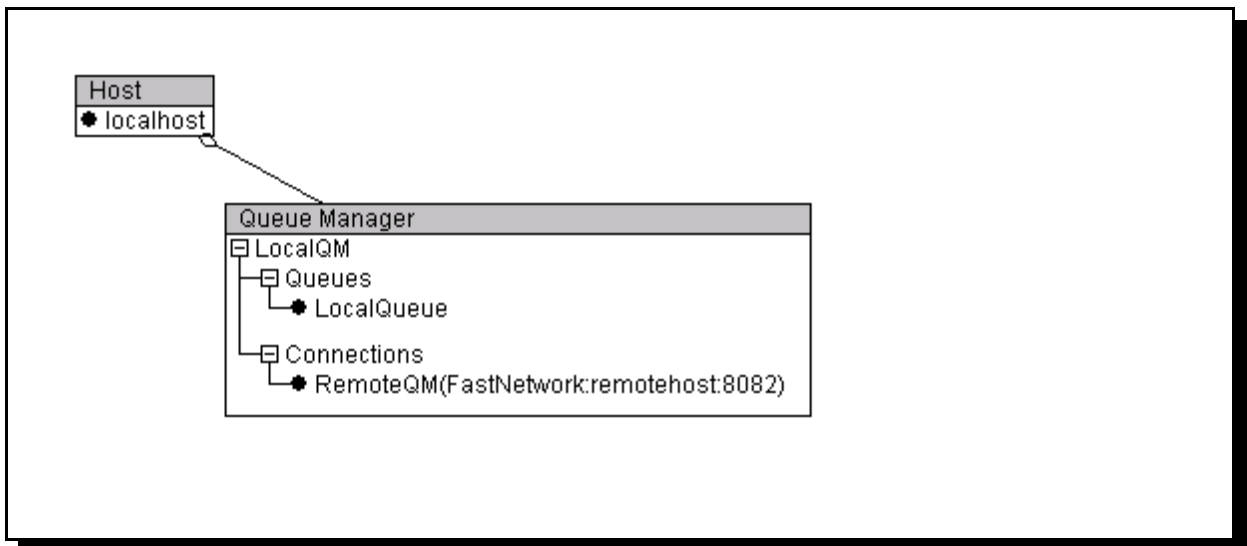 Host
localhost
Queue Manager
LocalQM
Queues
LocalQueue
Connections
RemoteQM(FastNetwork:remotehost:8082)